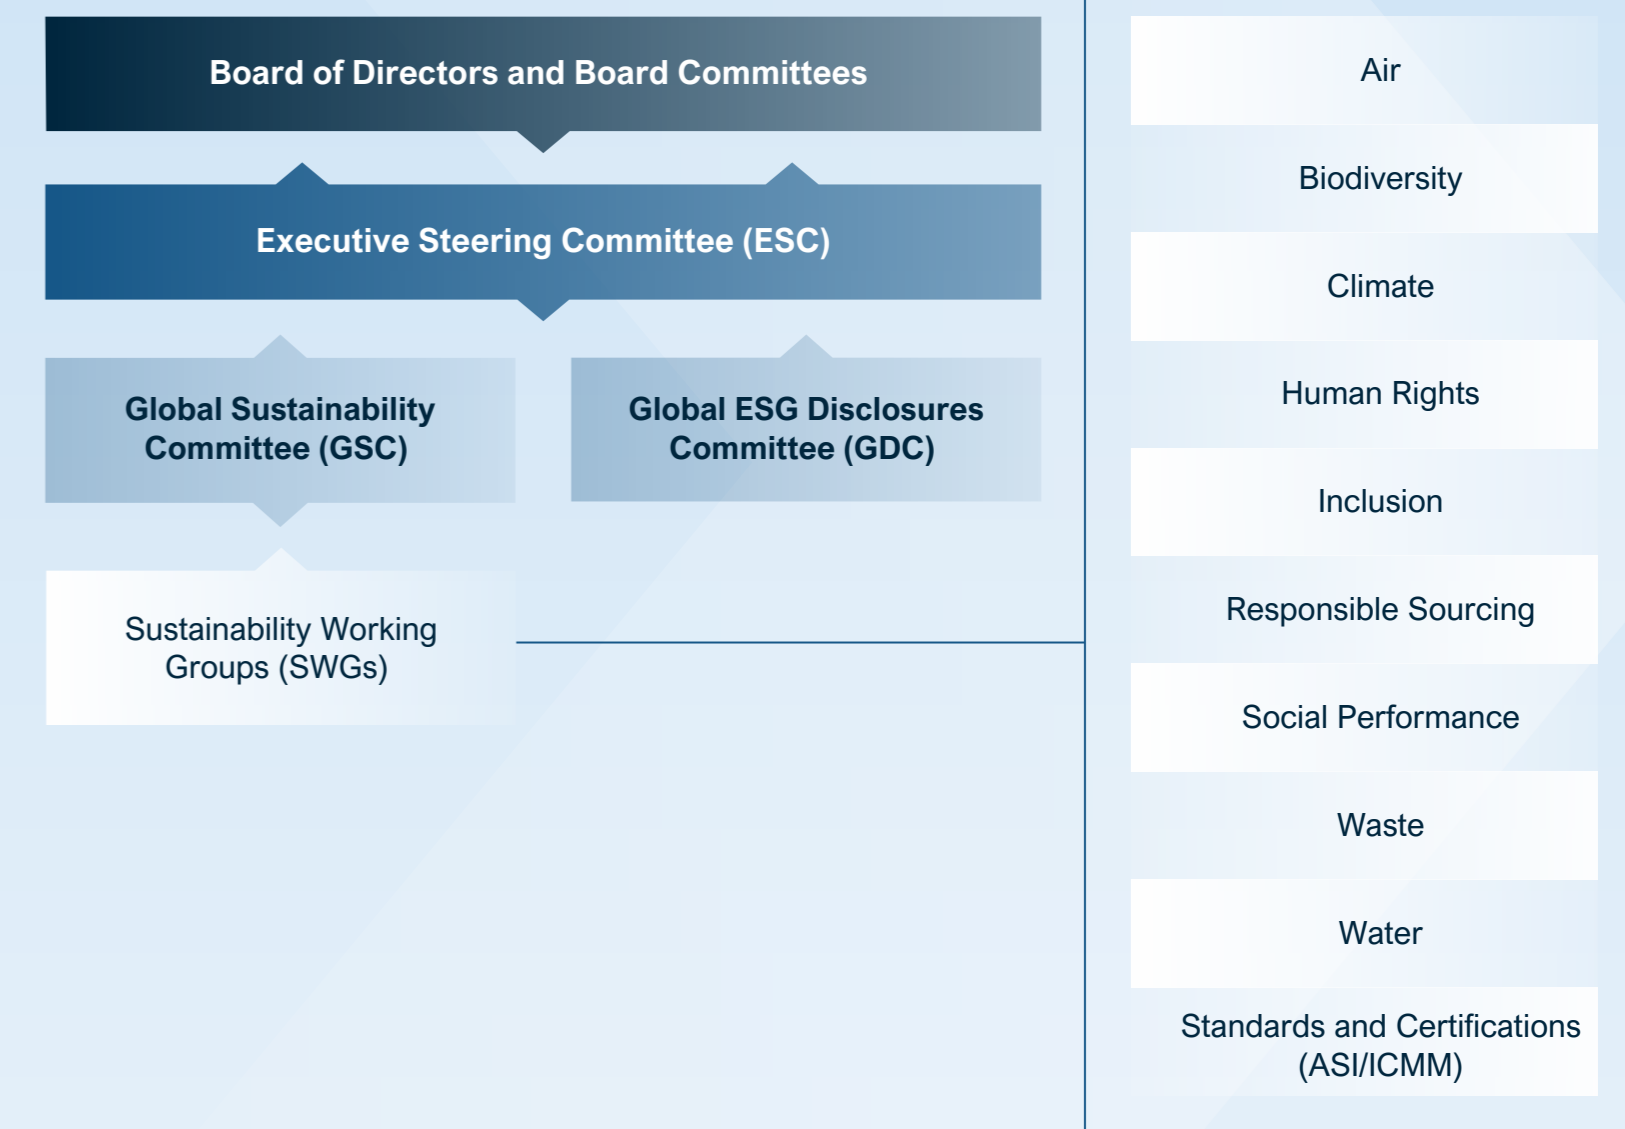 Board of Directors and Board Committees
Executive Steering Committee (ESC)
Global Sustainability
Committee (GSC)
Global ESG Disclosures
Committee (GDC)
Sustainability Working
Groups (SWGs)
Air
Biodiversity
Climate
Human Rights
Inclusion
Responsible Sourcing
Social Performance
Waste
Water
Standards and Certifications
(ASI/ICMM)